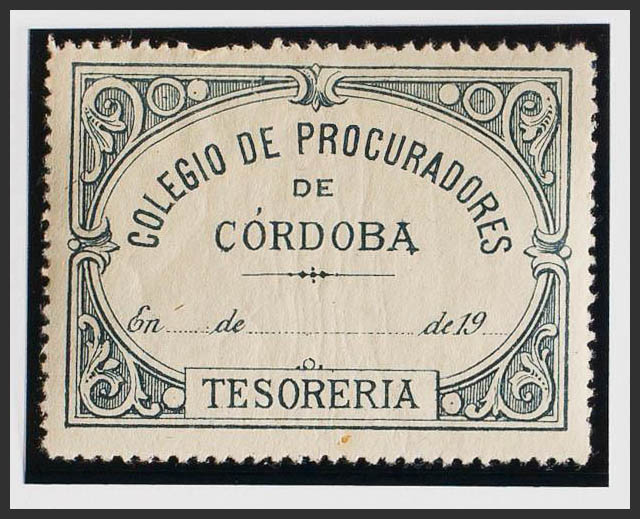 COLEGIO DE PROCURADORES
DE
CÓRDOBA
En ...... de ........................ de 19 ....
TESORERIA